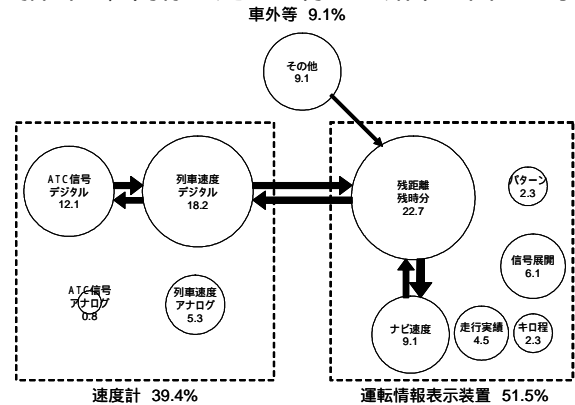 車外等 9.1%
その他
9.1
ATC信号
デジタル
12.1
列車速度
デジタル
18.2
残距離
残時分
22.7
パターン
2.3
信号展開
6.1
ATC信号
アナログ
0.8
列車速度
アナログ
5.3
ナビ速度
9.1
走行実績
4.5
キロ程
2.3
速度計 39.4%
運転情報表示装置 51.5%